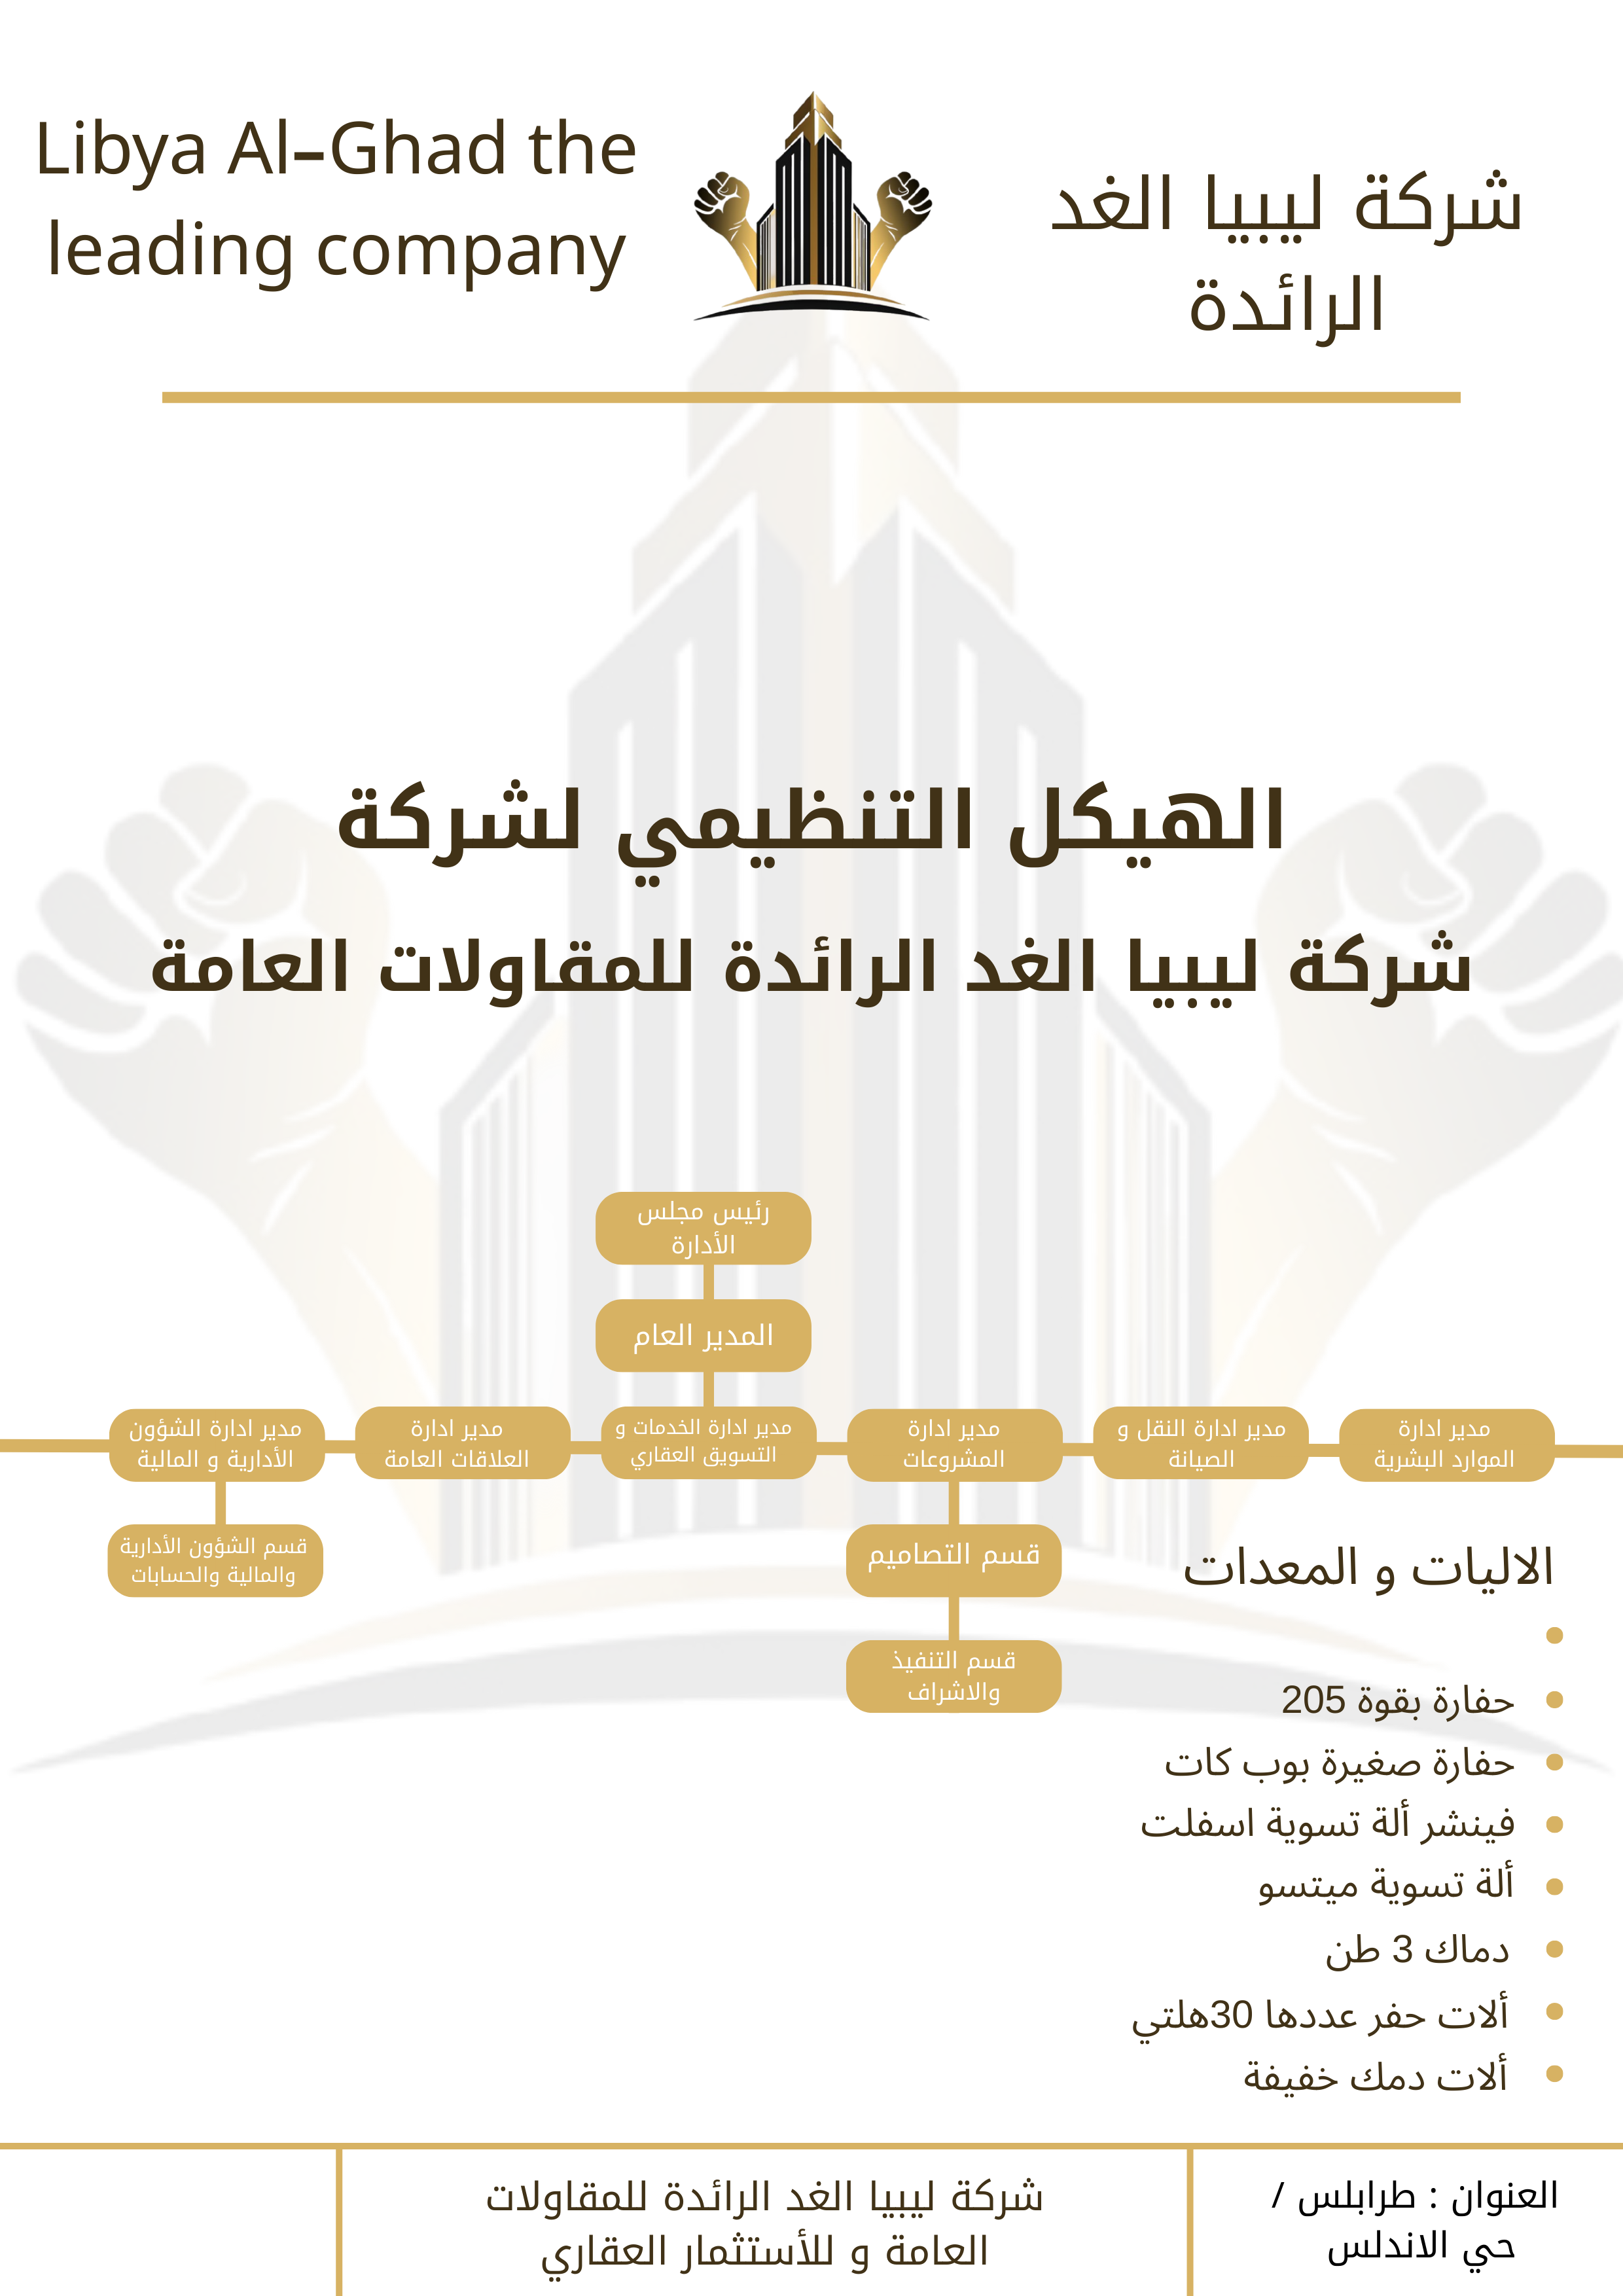 Libya Al–Ghad the
leading company
شركة ليبيا الغد
الرائدة
الهيكل التنظيمي لشركة
شركة ليبيا الغد الرائدة للمقاولات العامة
رئيس مجلس
الأدارة
المدير العام
مدير ادارة
الموارد البشرية
مدير ادارة النقل و
الصيانة
مدير ادارة
المشروعات
مدير ادارة الخدمات و
التسويق العقاري
مدير ادارة
العلاقات العامة
مدير ادارة الشؤون
الأدارية و المالية
قسم التصاميم
قسم التنفيذ
والاشراف
قسم الشؤون الأدارية
والمالية والحسابات
الاليات و المعدات
حفارة بقوة 205
حفارة صغيرة بوب كات
فينشر ألة تسوية اسفلت
ألة تسوية ميتسو
دماك 3 طن
ألات حفر عددها 30هلتي
ألات دمك خفيفة
العنوان : طرابلس /
حي الاندلس
شركة ليبيا الغد الرائدة للمقاولات
العامة و للأستثمار العقاري